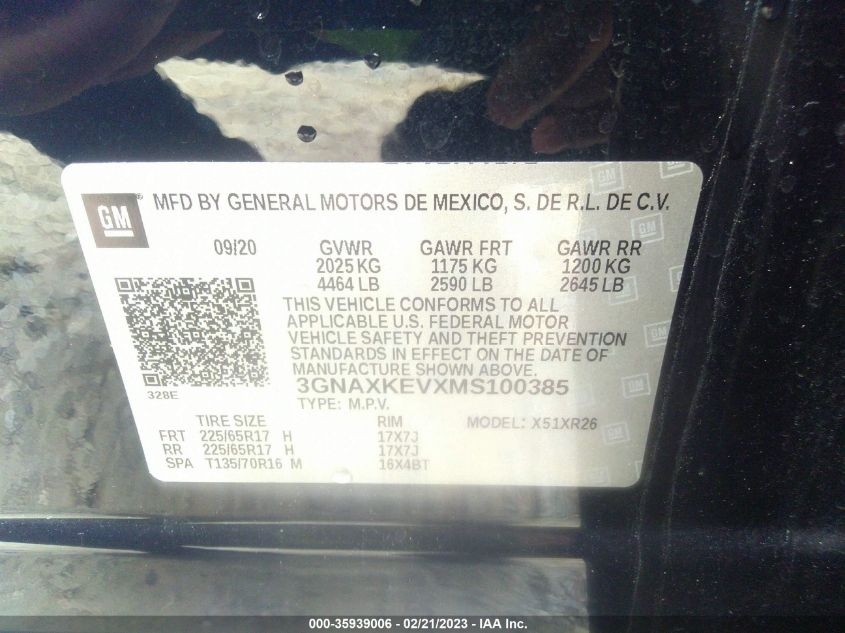 GM
MFD BY GENERAL MOTORS DE MEXICO, S. DE R.L. DE C.V.
09/20 GVWR GAWR FRT GAWR RR
2025 KG 1175 KG 1200 KG
4464 LB 2590 LB 2645 LB
THIS VEHICLE CONFORMS TO ALL
APPLICABLE U.S. FEDERAL MOTOR
VEHICLE SAFETY AND THEFT PREVENTION
STANDARDS IN EFFECT ON THE DATE OF
MANUFACTURE SHOWN ABOVE.
328E
3GNAXKEVXMS100385
TYPE: M.P.V.
TIRE SIZE RIM MODEL: X51XR26
FRT 225/65R17 H 17X7J
RR 225/65R17 H 17X7J
SPA T135/70R16 M 16X4BT
000-35939006 - 02/21/2023 - IAA Inc.